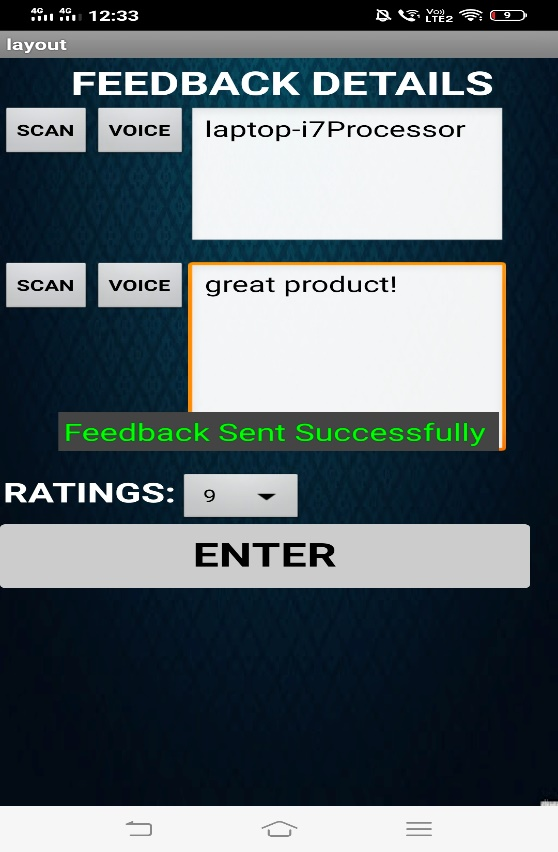 4G 4G 12:33 Vo)) LTE2 9
layout
FEEDBACK DETAILS
SCAN VOICE laptop-i7Processor
SCAN VOICE great product!
Feedback Sent Successfully
RATINGS: 9
ENTER